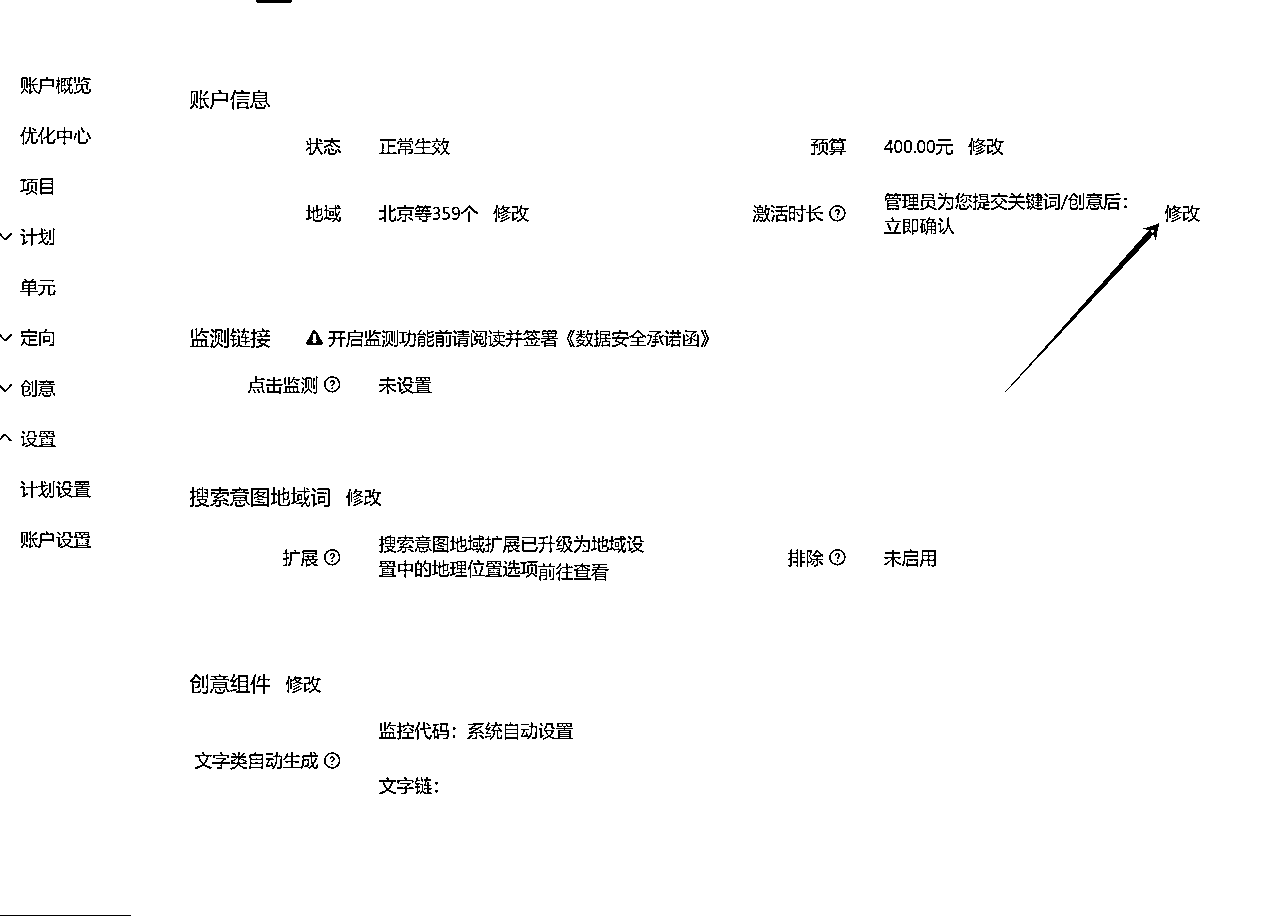 账户概览
优化中心
项目
计划
单元
定向
创意
设置
计划设置
账户设置
账户信息
状态 正常生效
预算 400.00元 修改
地域 北京等359个 修改
激活时长 管理员为您提交关键词/创意后：
立即确认
修改
监测链接 开启监测功能前请阅读并签署《数据安全承诺函》
点击监测 未设置
搜索意图地域词 修改
扩展 搜索意图地域扩展已升级为地域设
置中的地理位置选项前往查看
排除 未启用
创意组件 修改
文字类自动生成
监控代码：系统自动设置
文字链：